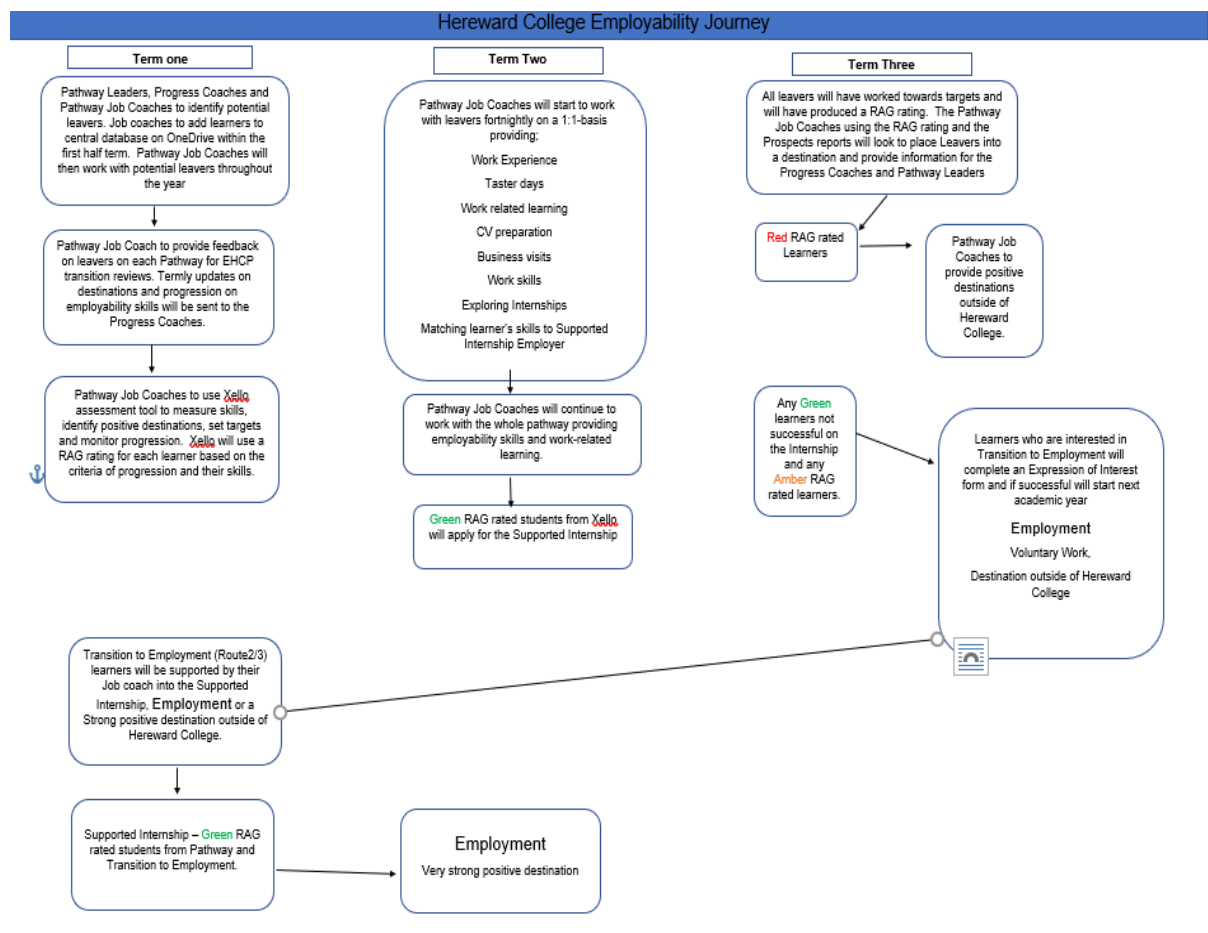 Hereward College Employability Journey
Term one
Pathway Leaders, Progress Coaches and
Pathway Job Coaches to identify potential
leavers. Job coaches to add learners to
central database on OneDrive within the
first half term. Pathway Job Coaches will
then work with potential leavers throughout
the year
Pathway Job Coach to provide feedback
on leavers on each Pathway for EHCP
transition reviews. Termly updates on
destinations and progression on
employability skills will be sent to the
Progress Coaches.
Pathway Job Coaches to use Xello
assessment tool to measure skills,
identify positive destinations, set targets
and monitor progression. Xello will use a
RAG rating for each learner based on the
criteria of progression and their skills.
Term Two
Pathway Job Coaches will start to work
with leavers fortnightly on a 1:1-basis
providing;
Work Experience
Taster days
Work related learning
CV preparation
Business visits
Work skills
Exploring Internships
Matching learner's skills to Supported
Internship Employer
Pathway Job Coaches will continue to
work with the whole pathway providing
employability skills and work-related
learning.
Green RAG rated students from Xello
will apply for the Supported Internship
Term Three
All leavers will have worked towards targets and
will have produced a RAG rating. The Pathway
Job Coaches using the RAG rating and the
Prospects reports will look to place Leavers into
a destination and provide information for the
Progress Coaches and Pathway Leaders
Red RAG rated
Learners
Pathway Job
Coaches to
provide positive
destinations
outside of
Hereward
College.
Any Green
learners not
successful on
the Internship
and any
Amber RAG
rated learners.
Learners who are interested in
Transition to Employment will
complete an Expression of Interest
form and if successful will start next
academic year
Employment
Voluntary Work,
Destination outside of Hereward
College
Transition to Employment (Route2/3)
learners will be supported by their
Job coach into the Supported
Internship, Employment or a
Strong positive destination outside of
Hereward College.
Supported Internship – Green RAG
rated students from Pathway and
Transition to Employment.
Employment
Very strong positive destination